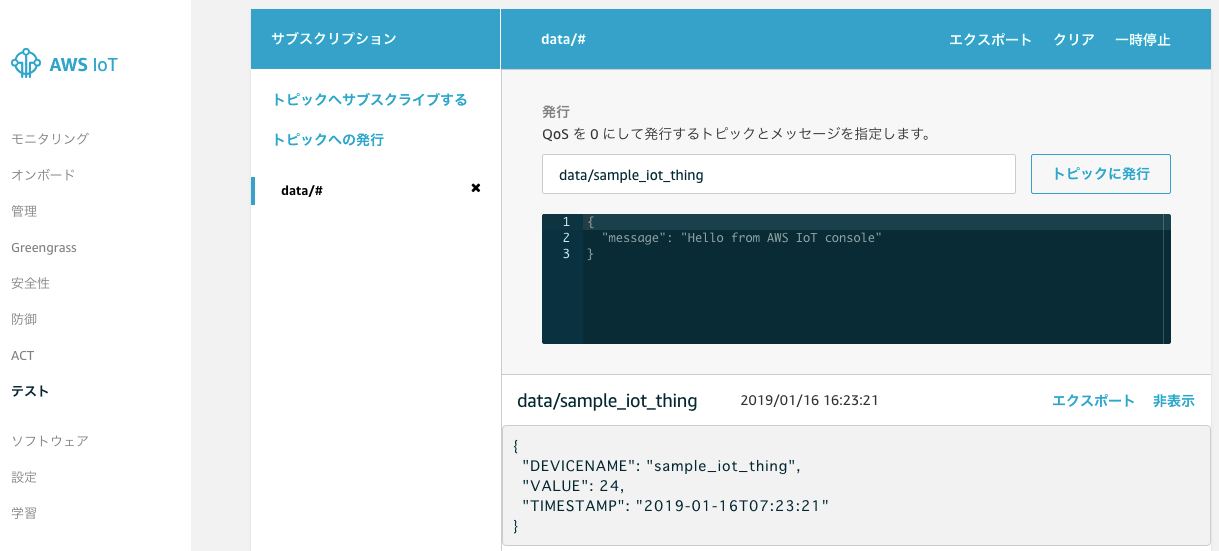 AWS IoT
モニタリング
オンボード
管理
Greengrass
安全性
防御
ACT
テスト
ソフトウェア
設定
学習
サブスクリプション
トピックへサブスクライブする
トピックへの発行
data/#
data/#
エクスポート クリア 一時停止
発行
QoS を 0 にして発行するトピックとメッセージを指定します。
data/sample_iot_thing
トピックに発行
1 {
2 "message": "Hello from AWS IoT console"
3 }
data/sample_iot_thing 2019/01/16 16:23:21 エクスポート 非表示
{
"DEVICENAME": "sample_iot_thing",
"VALUE": 24,
"TIMESTAMP": "2019-01-16T07:23:21"
}